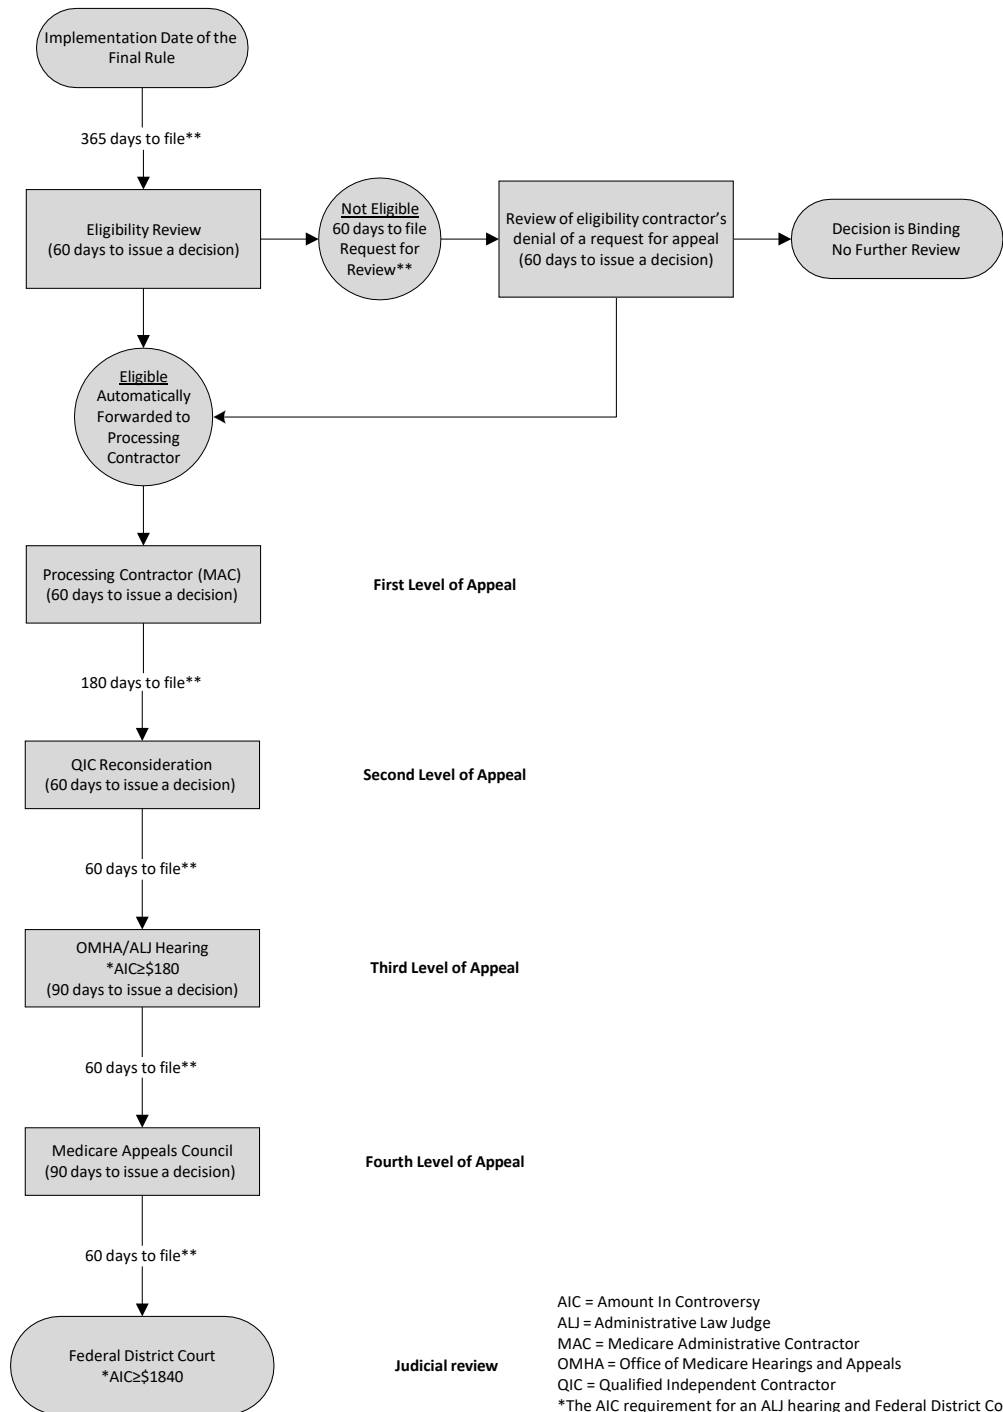 Implementation Date of the
Final Rule
365 days to file**
Eligibility Review
(60 days to issue a decision)
Not Eligible
60 days to file
Request for
Review**
Review of eligibility contractor's
denial of a request for appeal
(60 days to issue a decision)
Decision is Binding
No Further Review
Eligible
Automatically
Forwarded to
Processing
Contractor
Processing Contractor (MAC)
(60 days to issue a decision)
First Level of Appeal
180 days to file**
QIC Reconsideration
(60 days to issue a decision)
Second Level of Appeal
60 days to file**
OMHA/ALJ Hearing
*AIC≥$180
(90 days to issue a decision)
Third Level of Appeal
60 days to file**
Medicare Appeals Council
(90 days to issue a decision)
Fourth Level of Appeal
60 days to file**
Federal District Court
*AIC≥$1840
Judicial review
AIC = Amount In Controversy
ALJ = Administrative Law Judge
MAC = Medicare Administrative Contractor
OMHA = Office of Medicare Hearings and Appeals
QIC = Qualified Independent Contractor
*The AIC requirement for an ALJ hearing and Federal District Co